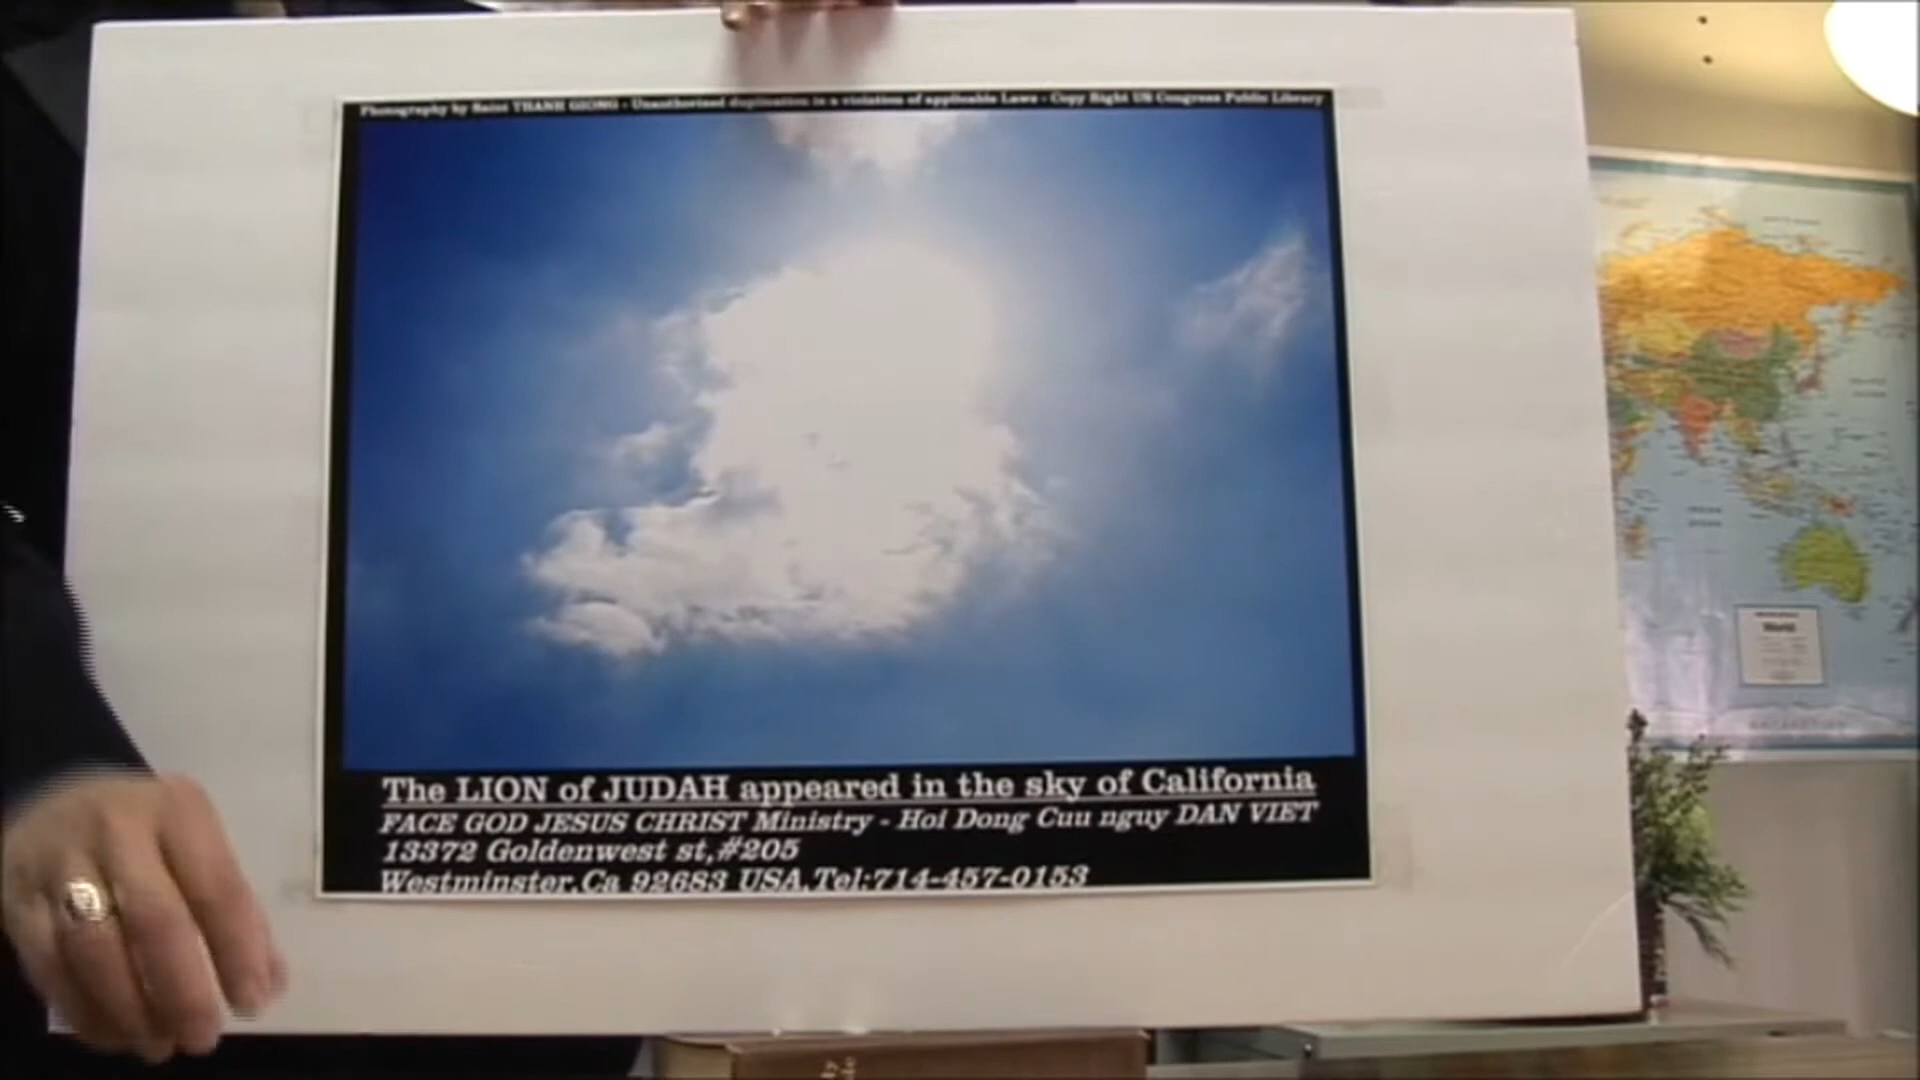 Photography by Saint THANH GIONG - Unauthorized duplication is a violation of applicable Laws - Copy Right US Congress Public Library
The LION of JUDAH appeared in the sky of California
FACE GOD JESUS CHRIST Ministry - Hoi Dong Cuu nguy DAN VIET
13372 Goldenwest st,#205
Westminster,Ca 92683 USA,Tel:714-457-0153
World